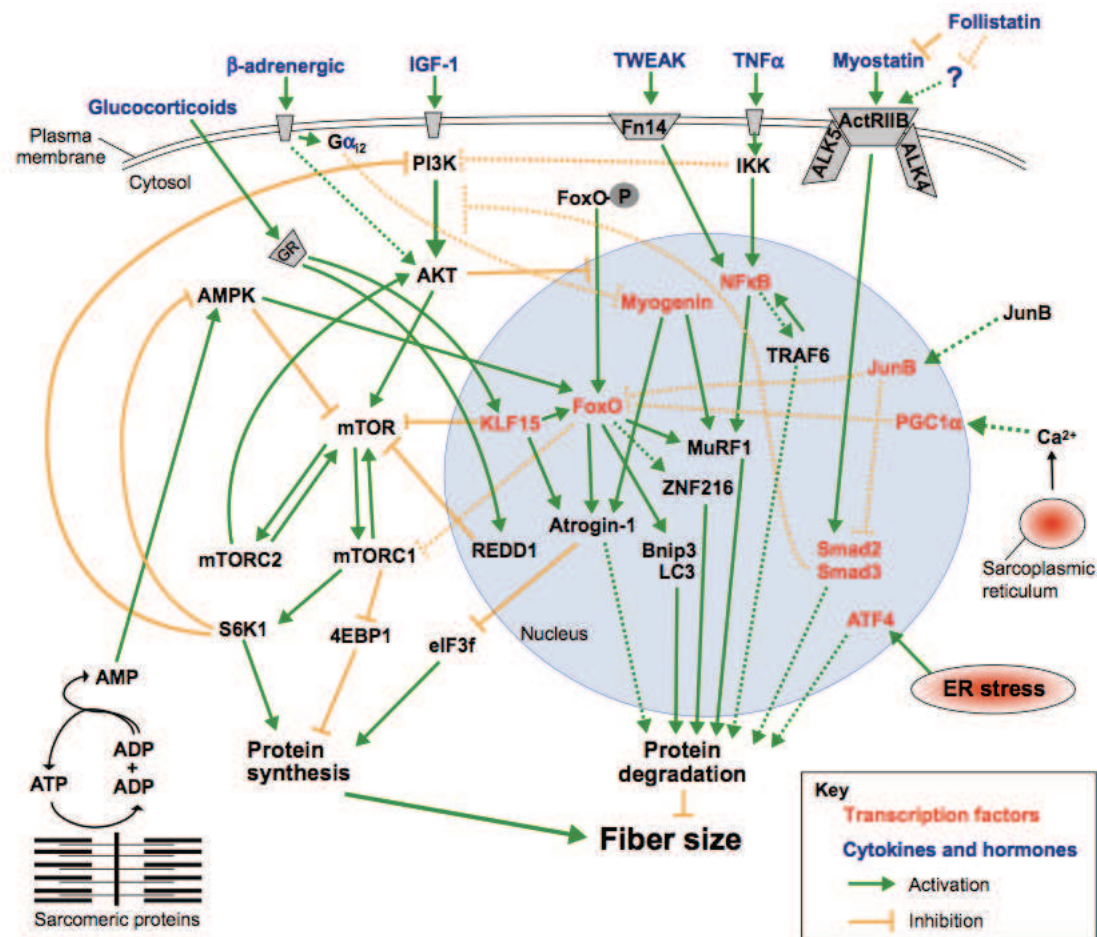 Follistatin
β-adrenergic
IGF-1
TWEAK
TNFα
Myostatin
?
Glucocorticoids
Plasma
membrane
Cytosol
Gαi2
Fn14
ActRIIB
ALK5
ALK4
PI3K
IKK
FoxO-P
GR
AKT
NFκB
AMPK
Myogenin
JunB
TRAF6
JunB
FoxO
KLF15
mTOR
PGC1α
Ca2+
MuRF1
ZNF216
Atrogin-1
mTORC2
mTORC1
REDD1
Bnip3
LC3
Smad2
Smad3
Sarcoplasmic
reticulum
ATF4
S6K1
4EBP1
eIF3f
Nucleus
AMP
ER stress
ADP
+
ADP
ATP
Protein
synthesis
Protein
degradation
Fiber size
Key
Transcription factors
Cytokines and hormones
Activation
Inhibition
Sarcomeric proteins